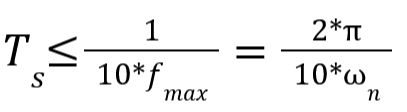 T_s ≤ 1 / (10*f_max) = 2*π / (10*ω_n)